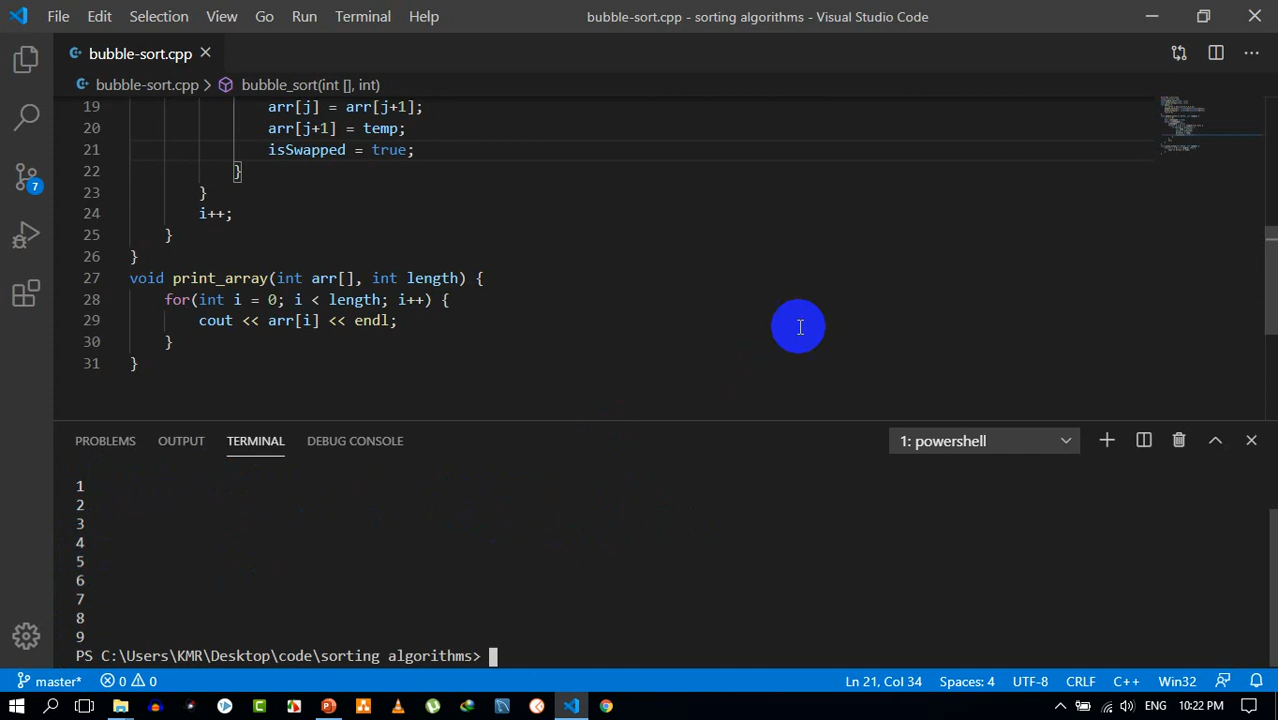 File Edit Selection View Go Run Terminal Help bubble-sort.cpp - sorting algorithms - Visual Studio Code
bubble-sort.cpp
bubble-sort.cpp > bubble_sort(int [], int)
19 arr[j] = arr[j+1];
20 arr[j+1] = temp;
21 isSwapped = true;
22 }
23 }
24 i++;
25 }
26 }
27 void print_array(int arr[], int length) {
28 for(int i = 0; i < length; i++) {
29 cout << arr[i] << endl;
30 }
31 }
7
PROBLEMS OUTPUT TERMINAL DEBUG CONSOLE 1: powershell
1
2
3
4
5
6
7
8
9
PS C:\Users\KMR\Desktop\code\sorting algorithms>
master* 0 0 Ln 21, Col 34 Spaces: 4 UTF-8 CRLF C++ Win32
ENG 10:22 PM